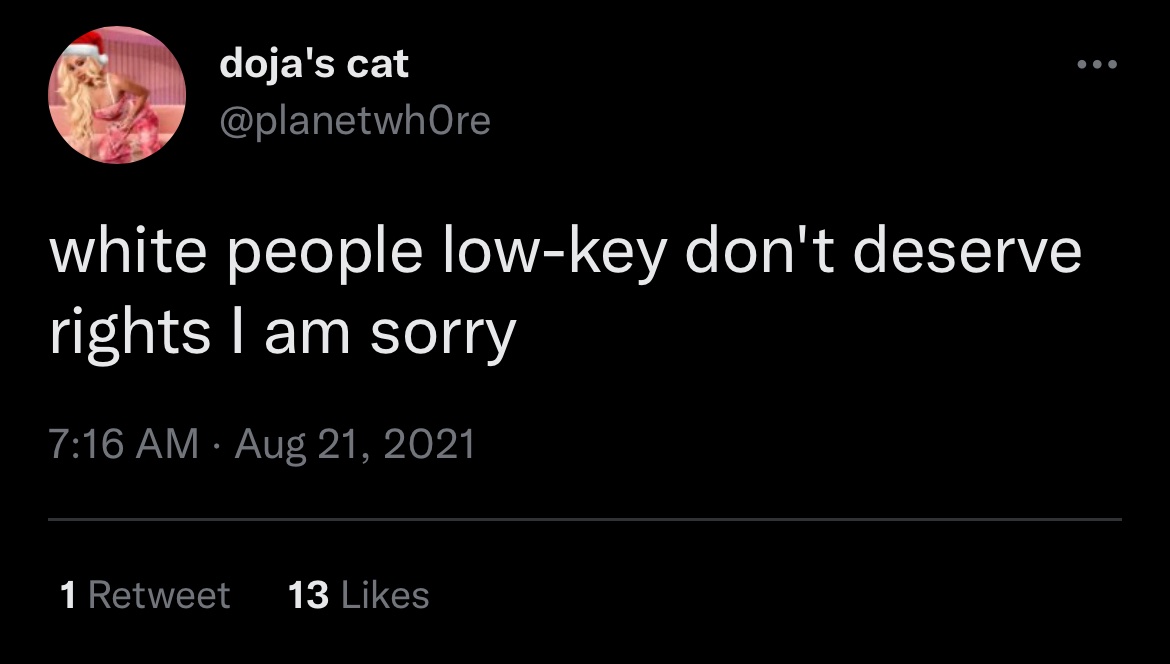 doja's cat
@planetwh0re
white people low-key don't deserve
rights I am sorry
7:16 AM · Aug 21, 2021
1 Retweet 13 Likes